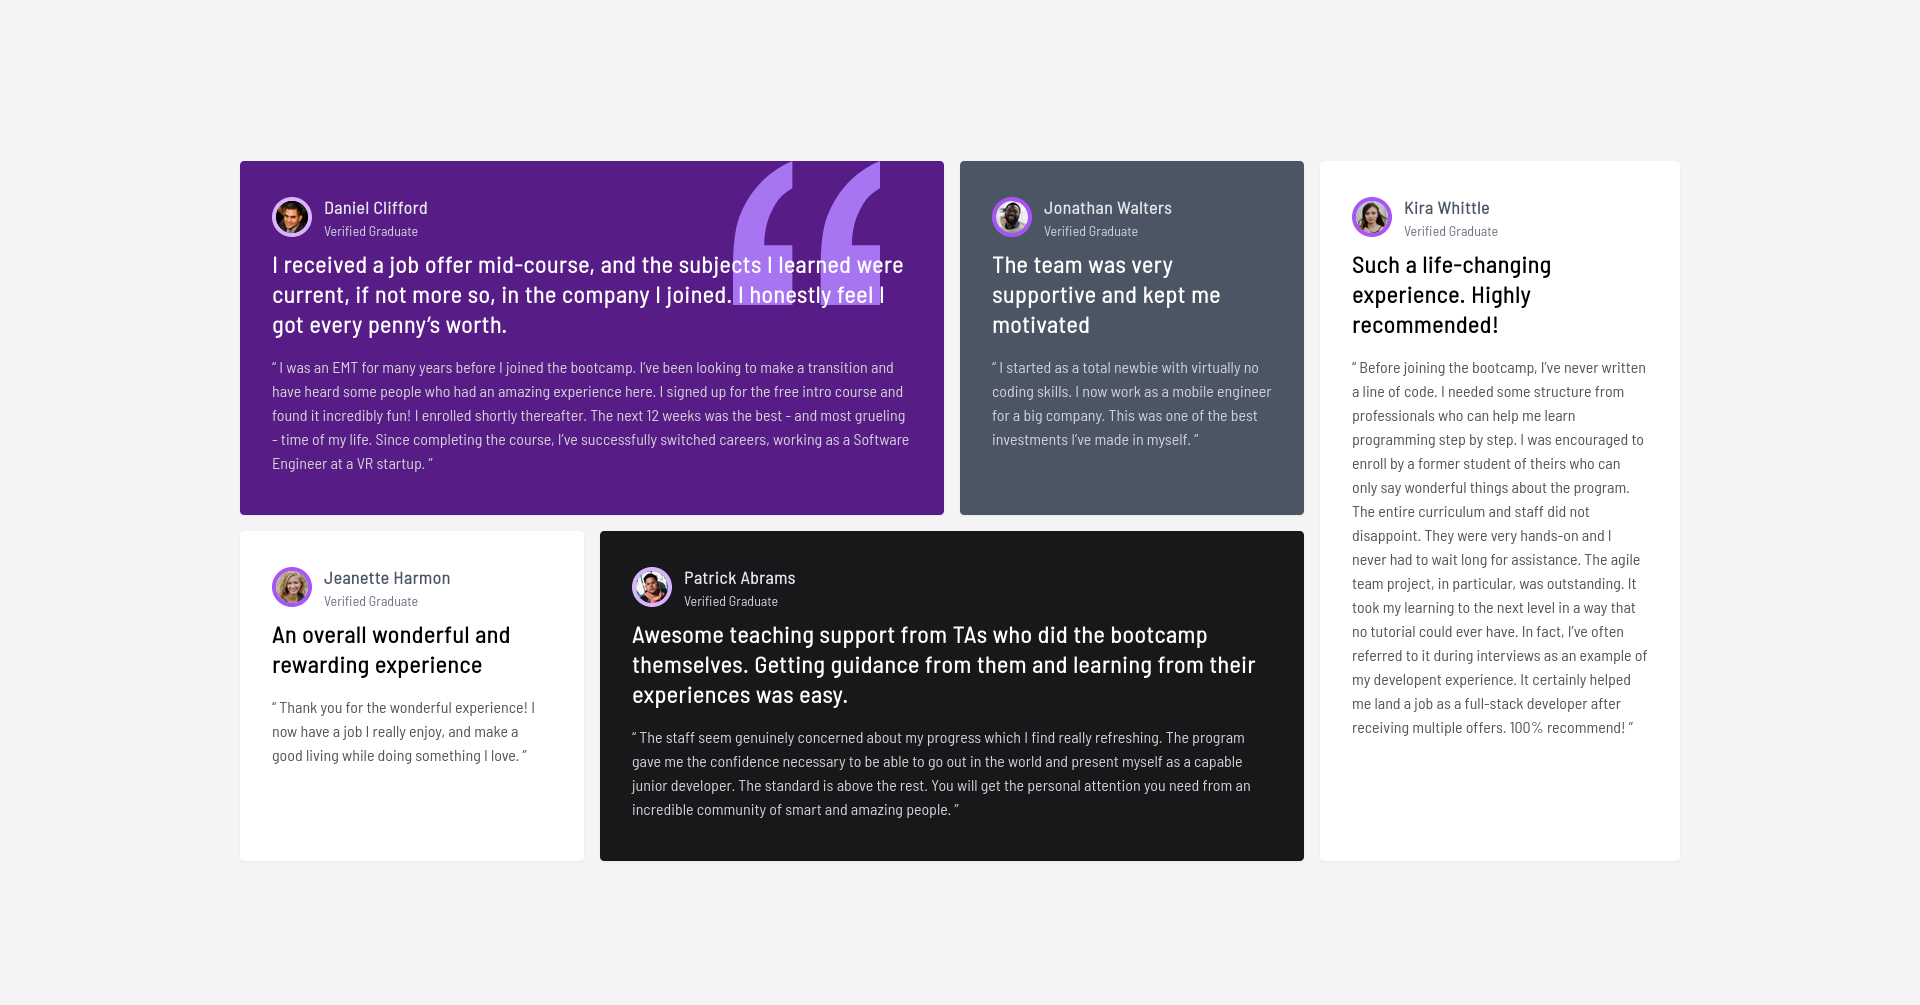 Daniel Clifford
Verified Graduate
I received a job offer mid-course, and the subjects I learned were
current, if not more so, in the company I joined. I honestly feel I
got every penny’s worth.
“ I was an EMT for many years before I joined the bootcamp. I’ve been looking to make a transition and
have heard some people who had an amazing experience here. I signed up for the free intro course and
found it incredibly fun! I enrolled shortly thereafter. The next 12 weeks was the best - and most grueling
- time of my life. Since completing the course, I’ve successfully switched careers, working as a Software
Engineer at a VR startup. ”
Jonathan Walters
Verified Graduate
The team was very
supportive and kept me
motivated
“ I started as a total newbie with virtually no
coding skills. I now work as a mobile engineer
for a big company. This was one of the best
investments I’ve made in myself. ”
Kira Whittle
Verified Graduate
Such a life-changing
experience. Highly
recommended!
“ Before joining the bootcamp, I’ve never written
a line of code. I needed some structure from
professionals who can help me learn
programming step by step. I was encouraged to
enroll by a former student of theirs who can
only say wonderful things about the program.
The entire curriculum and staff did not
disappoint. They were very hands-on and I
never had to wait long for assistance. The agile
team project, in particular, was outstanding. It
took my learning to the next level in a way that
no tutorial could ever have. In fact, I’ve often
referred to it during interviews as an example of
my developent experience. It certainly helped
me land a job as a full-stack developer after
receiving multiple offers. 100% recommend! ”
Jeanette Harmon
Verified Graduate
An overall wonderful and
rewarding experience
“ Thank you for the wonderful experience! I
now have a job I really enjoy, and make a
good living while doing something I love. ”
Patrick Abrams
Verified Graduate
Awesome teaching support from TAs who did the bootcamp
themselves. Getting guidance from them and learning from their
experiences was easy.
“ The staff seem genuinely concerned about my progress which I find really refreshing. The program
gave me the confidence necessary to be able to go out in the world and present myself as a capable
junior developer. The standard is above the rest. You will get the personal attention you need from an
incredible community of smart and amazing people. ”